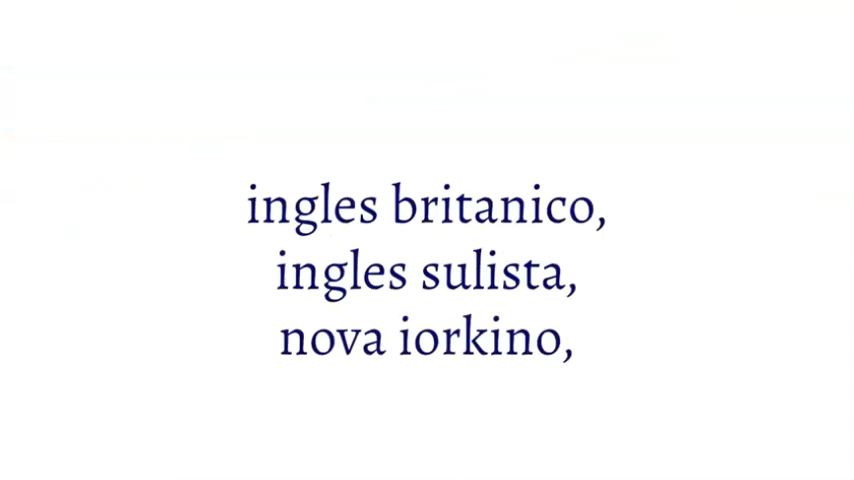 ingles britanico,
ingles sulista,
nova iorkino,